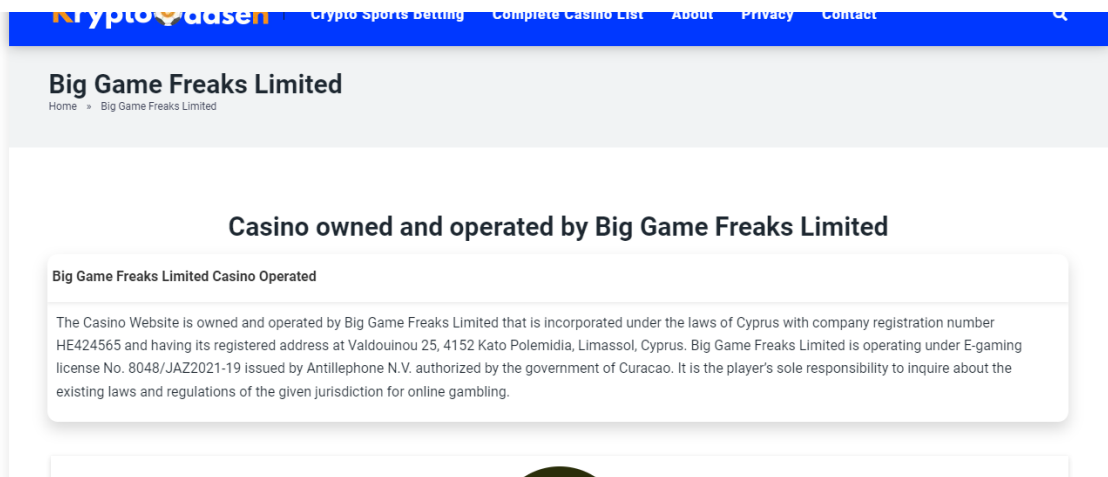 Crypto Sports Betting Complete Casino List About Privacy Contact
Big Game Freaks Limited
Home » Big Game Freaks Limited
Casino owned and operated by Big Game Freaks Limited
Big Game Freaks Limited Casino Operated
The Casino Website is owned and operated by Big Game Freaks Limited that is incorporated under the laws of Cyprus with company registration number
HE424565 and having its registered address at Valdouinou 25, 4152 Kato Polemidia, Limassol, Cyprus. Big Game Freaks Limited is operating under E-gaming
license No. 8048/JAZ2021-19 issued by Antillephone N.V. authorized by the government of Curacao. It is the player's sole responsibility to inquire about the
existing laws and regulations of the given jurisdiction for online gambling.